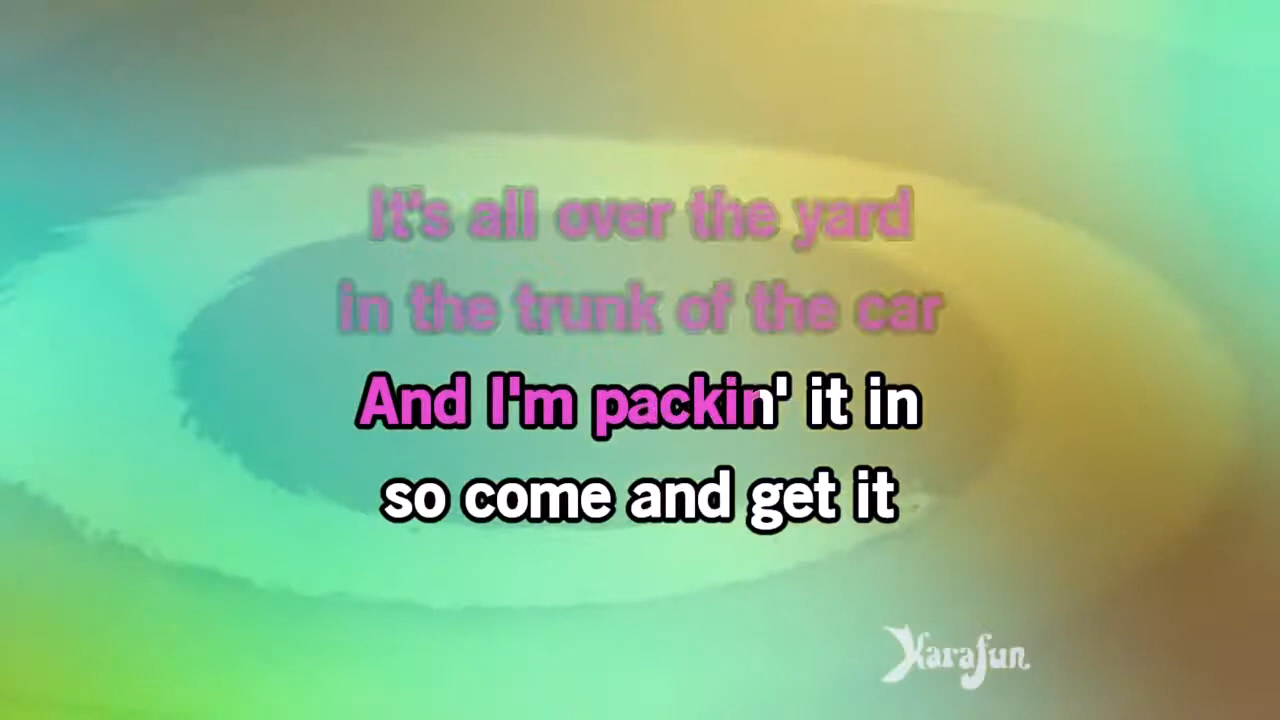 It's all over the yard
in the trunk of the car
And I'm packin' it in
so come and get it
Karafun